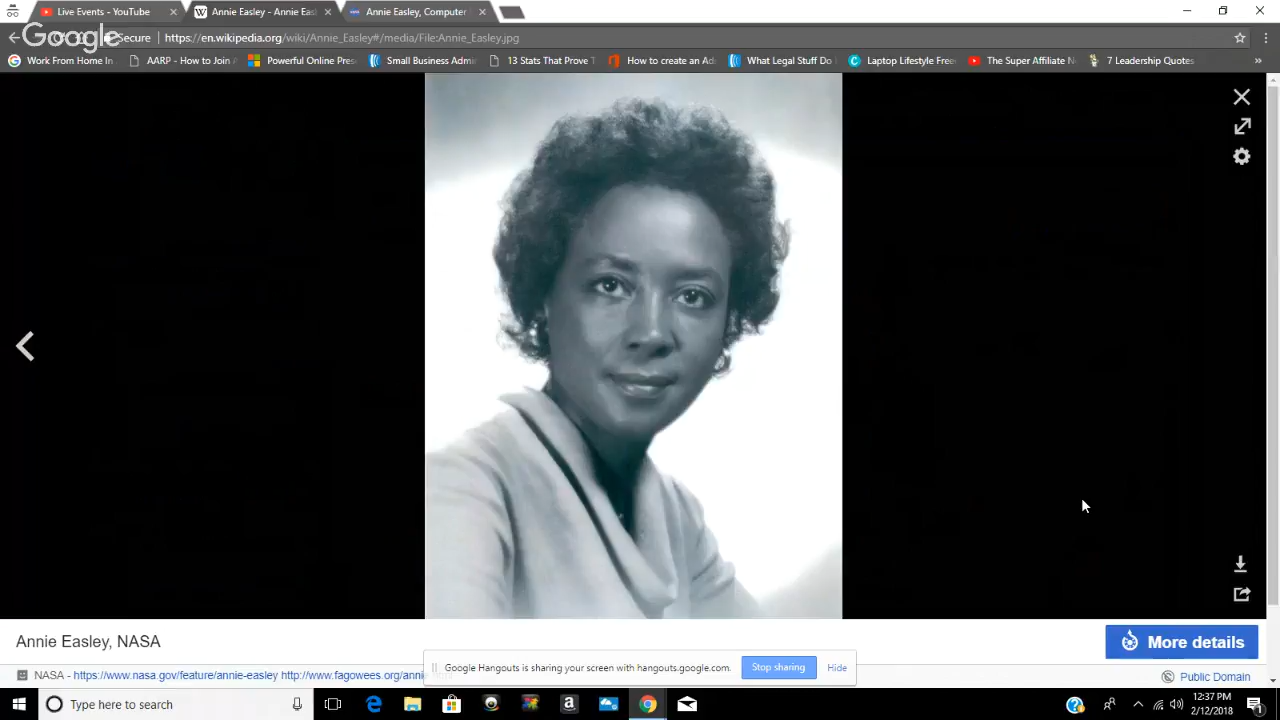 Live Events - YouTube
Annie Easley - Annie Easl
Annie Easley, Computer
Google
Secure https://en.wikipedia.org/wiki/Annie_Easley#/media/File:Annie_Easley.jpg
Work From Home In AARP - How to Join A Powerful Online Pres Small Business Admin 13 Stats That Prove T How to create an Ad What Legal Stuff Do Laptop Lifestyle Free The Super Affiliate N 7 Leadership Quotes »
Annie Easley, NASA
More details
Google Hangouts is sharing your screen with hangouts.google.com. Stop sharing Hide
NASA - https://www.nasa.gov/feature/annie-easley http://www.fagowees.org/anni
Public Domain
Type here to search
12:37 PM
2/12/2018